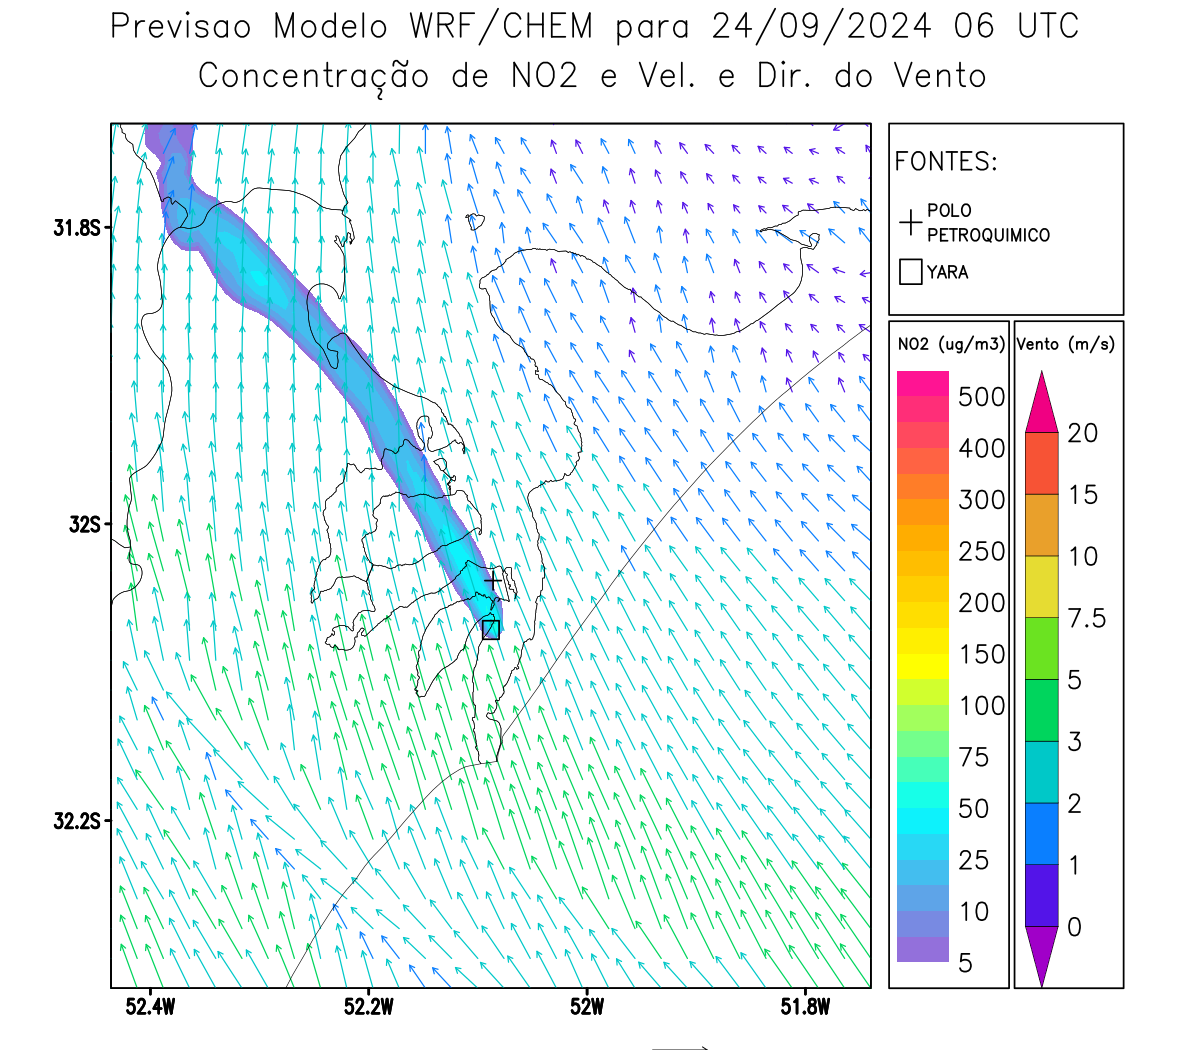 Previsao Modelo WRF/CHEM para 24/09/2024 06 UTC
Concentração de NO2 e Vel. e Dir. do Vento
FONTES:
POLO
PETROQUIMICO
YARA
31.8S
32S
32.2S
52.4W
52.2W
52W
51.8W
NO2 (ug/m3)
500
400
300
250
200
150
100
75
50
25
10
5
Vento (m/s)
20
15
10
7.5
5
3
2
1
0